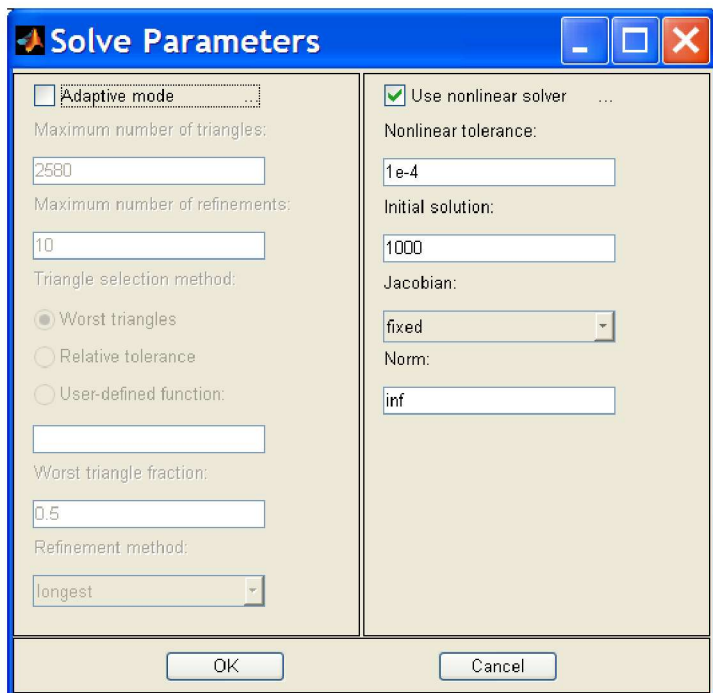 Solve Parameters
Adaptive mode ...
Maximum number of triangles:
2580
Maximum number of refinements:
10
Triangle selection method:
Worst triangles
Relative tolerance
User-defined function:
Worst triangle fraction:
0.5
Refinement method:
longest
Use nonlinear solver ...
Nonlinear tolerance:
1e-4
Initial solution:
1000
Jacobian:
fixed
Norm:
inf
OK
Cancel